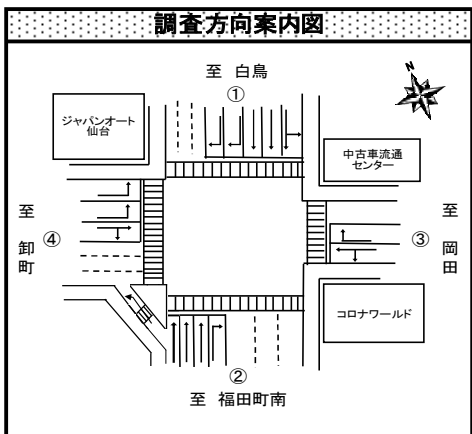 調査方向案内図
至 白鳥
①
N
ジャパンオート
仙台
中古車流通
センター
至
卸
町
④
③
至
岡
田
コロナワールド
②
至 福田町南